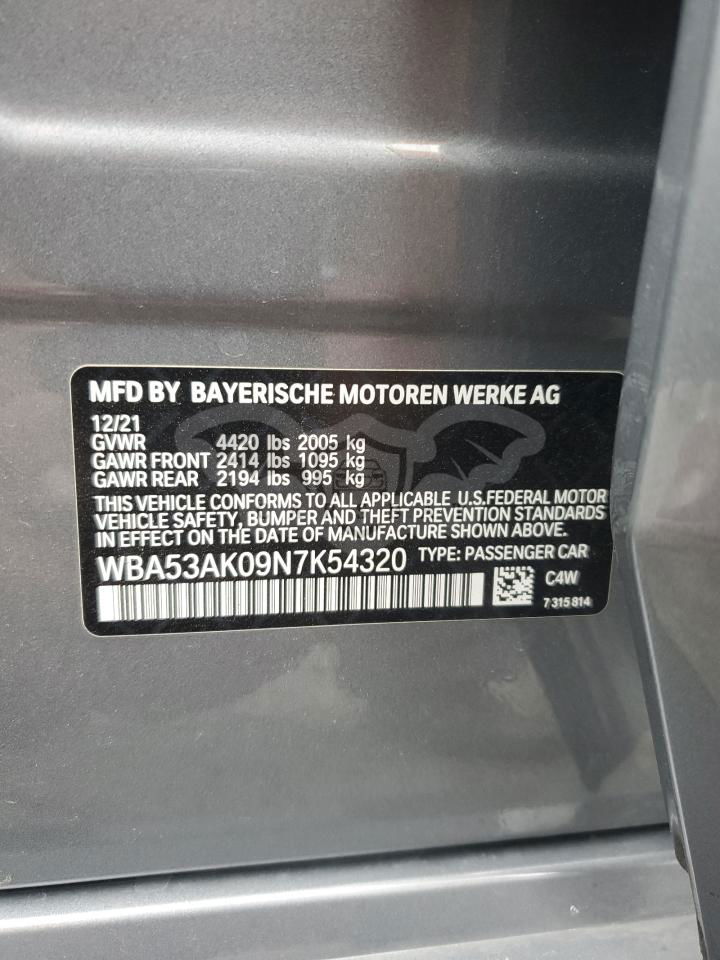 MFD BY BAYERISCHE MOTOREN WERKE AG
12/21
GVWR 4420 lbs 2005 kg
GAWR FRONT 2414 lbs 1095 kg
GAWR REAR 2194 lbs 995 kg
THIS VEHICLE CONFORMS TO ALL APPLICABLE U.S.FEDERAL MOTOR
VEHICLE SAFETY, BUMPER AND THEFT PREVENTION STANDARDS
IN EFFECT ON THE DATE OF MANUFACTURE SHOWN ABOVE.
WBA53AK09N7K54320 TYPE: PASSENGER CAR
C4W
7 315 814